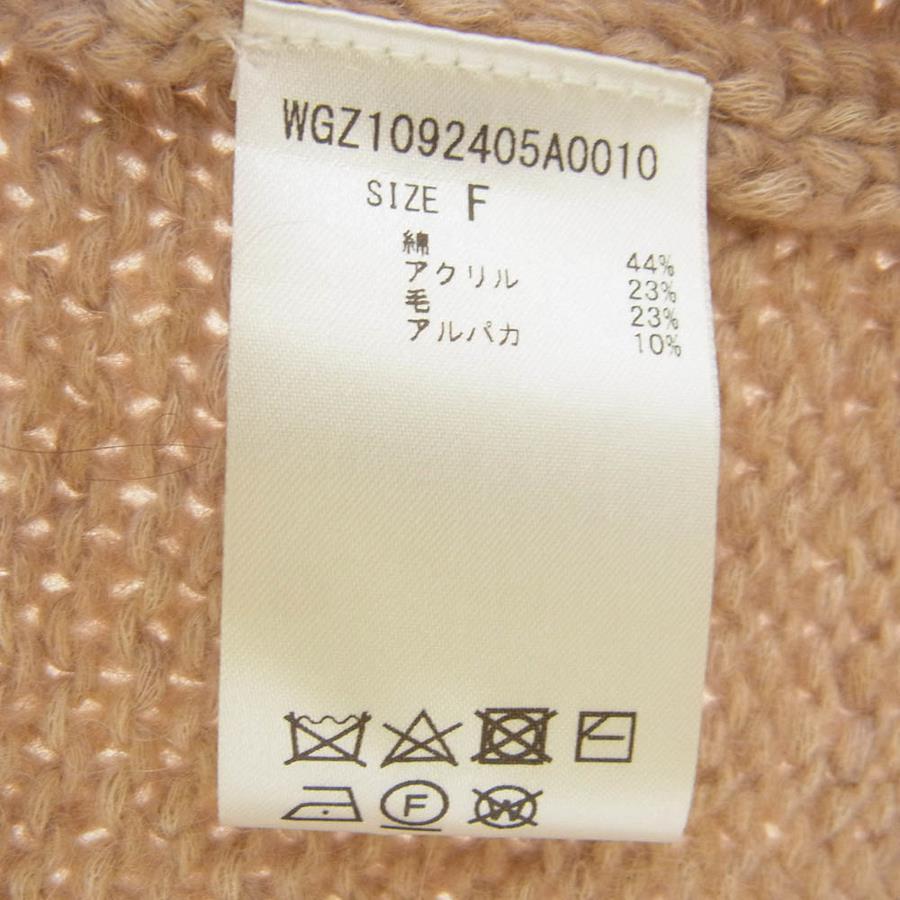 WGZ1092405A0010
SIZE F
綿 44%
アクリル 23%
毛 23%
アルパカ 10%
F
W